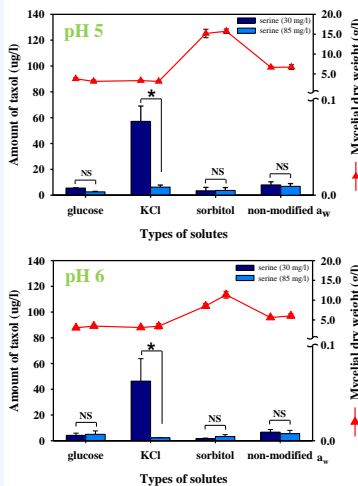 pH 5
serine (30 mg/l)
serine (85 mg/l)
Amount of taxol (ug/l)
140
120
100
80
60
40
20
0
20.0
15.0
10.0
5.0
0.1
0.0
Mycelial dry weight (g/l)
NS
*
NS
NS
glucose
KCl
sorbitol
non-modified a_w
Types of solutes
pH 6
serine (30 mg/l)
serine (85 mg/l)
Amount of taxol (ug/l)
140
120
100
80
60
40
20
0
20.0
15.0
10.0
5.0
0.1
0.0
Mycelial dry weight (g/l)
NS
*
NS
NS
glucose
KCl
sorbitol
non-modified a_w
Types of solutes